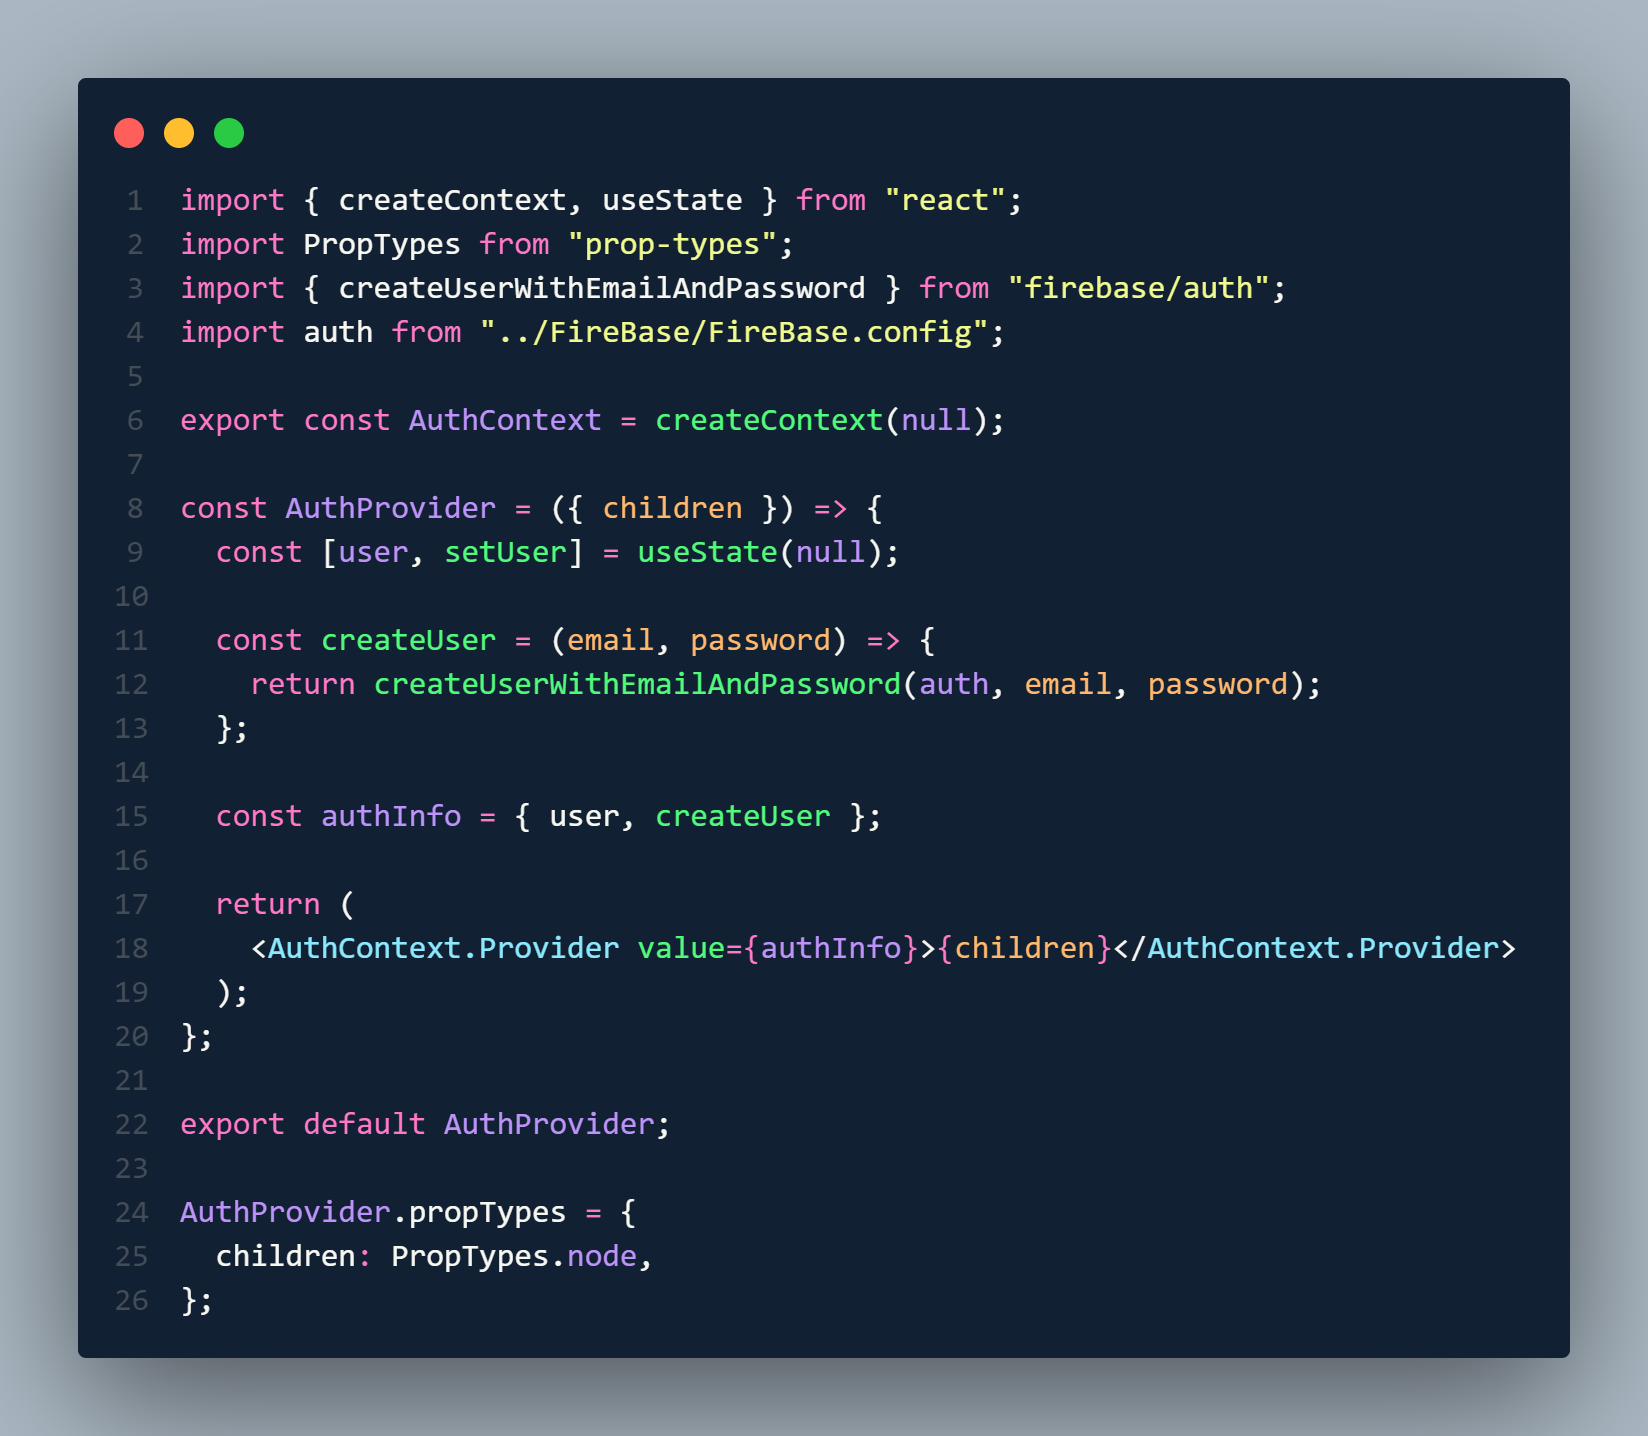 1 import { createContext, useState } from "react";
2 import PropTypes from "prop-types";
3 import { createUserWithEmailAndPassword } from "firebase/auth";
4 import auth from "../FireBase/FireBase.config";
5
6 export const AuthContext = createContext(null);
7
8 const AuthProvider = ({ children }) => {
9   const [user, setUser] = useState(null);
10
11   const createUser = (email, password) => {
12     return createUserWithEmailAndPassword(auth, email, password);
13   };
14
15   const authInfo = { user, createUser };
16
17   return (
18     <AuthContext.Provider value={authInfo}>{children}</AuthContext.Provider>
19   );
20 };
21
22 export default AuthProvider;
23
24 AuthProvider.propTypes = {
25   children: PropTypes.node,
26 };